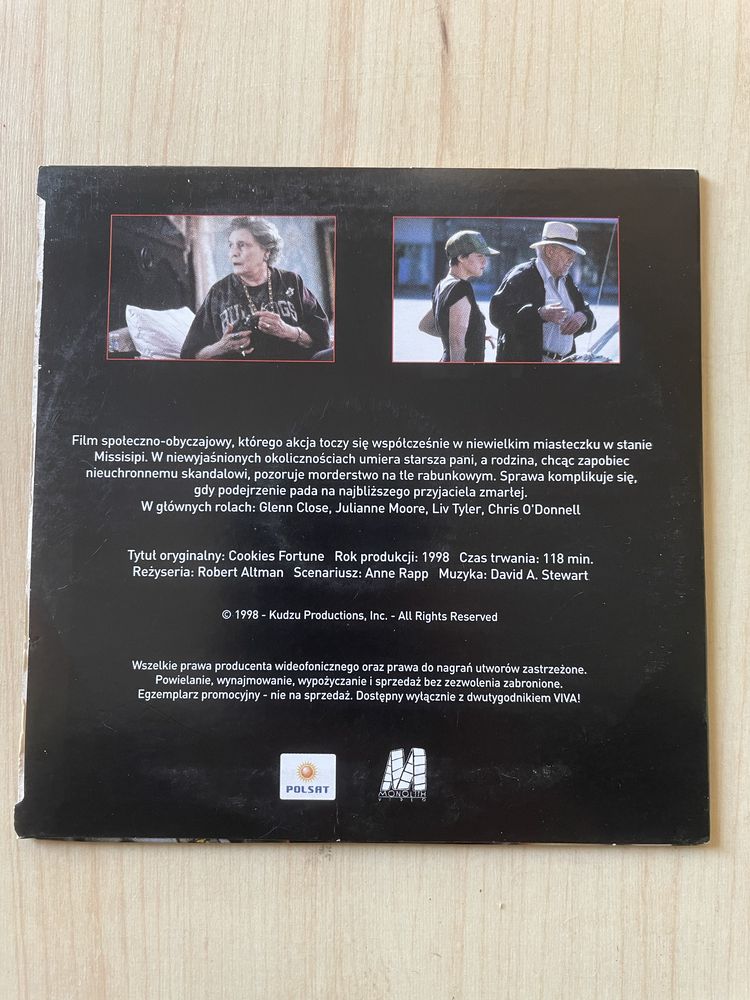 BULLDOGS
Film społeczno-obyczajowy, którego akcja toczy się współcześnie w niewielkim miasteczku w stanie
Missisipi. W niewyjaśnionych okolicznościach umiera starsza pani, a rodzina, chcąc zapobiec
nieuchronnemu skandalowi, pozoruje morderstwo na tle rabunkowym. Sprawa komplikuje się,
gdy podejrzenie pada na najbliższego przyjaciela zmarłej.
W głównych rolach: Glenn Close, Julianne Moore, Liv Tyler, Chris O'Donnell
Tytuł oryginalny: Cookies Fortune Rok produkcji: 1998 Czas trwania: 118 min.
Reżyseria: Robert Altman Scenariusz: Anne Rapp Muzyka: David A. Stewart
© 1998 - Kudzu Productions, Inc. - All Rights Reserved
Wszelkie prawa producenta wideofonicznego oraz prawa do nagrań utworów zastrzeżone.
Powielanie, wynajmowanie, wypożyczanie i sprzedaż bez zezwolenia zabronione.
Egzemplarz promocyjny - nie na sprzedaż. Dostępny wyłącznie z dwutygodnikiem VIVA!
POLSAT
MONOLITH
VIDEO